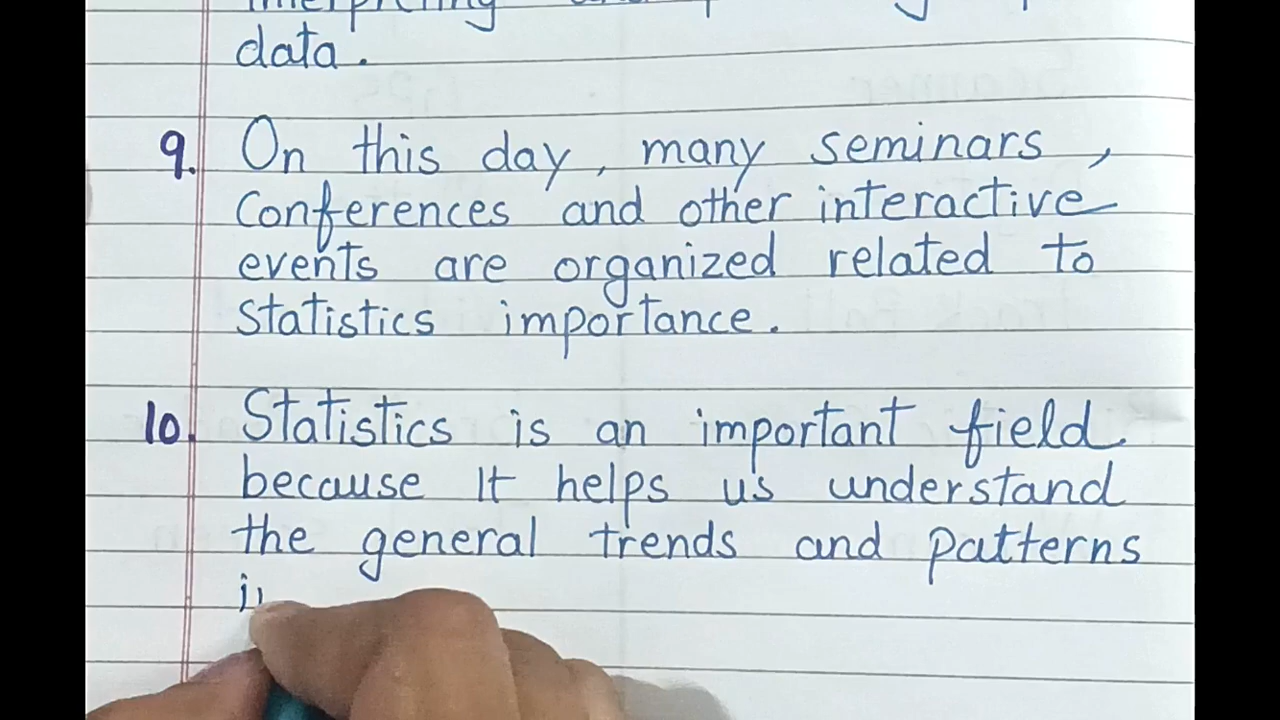 interpreting
data.
9. On this day, many seminars,
Conferences and other interactive
events are organized related to
Statistics importance.
10. Statistics is an important field
because It helps us understand
the general trends and patterns